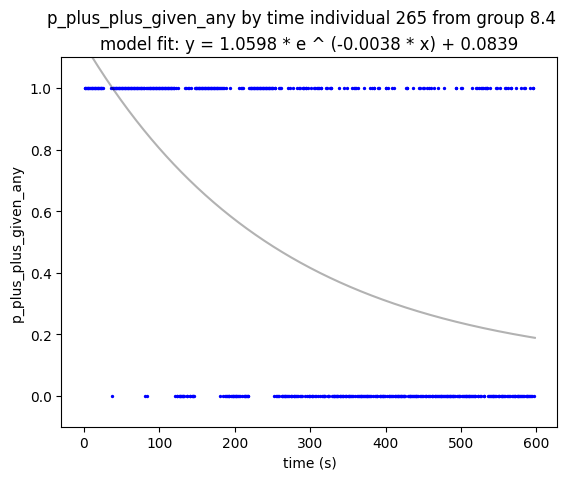 p_plus_plus_given_any by time individual 265 from group 8.4
model fit: y = 1.0598 * e ^ (-0.0038 * x) + 0.0839
1.0
0.8
0.6
0.4
0.2
0.0
p_plus_plus_given_any
0 100 200 300 400 500 600
time (s)